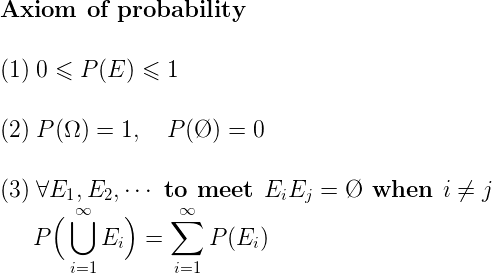 Axiom of probability
(1) 0 ⩽ P(E) ⩽ 1
(2) P(Ω) = 1, P(Ø) = 0
(3) ∀E₁, E₂, ⋯ to meet EᵢEⱼ = Ø when i ≠ j
P(⋃_{i=1}^{∞} Eᵢ) = ∑_{i=1}^{∞} P(Eᵢ)